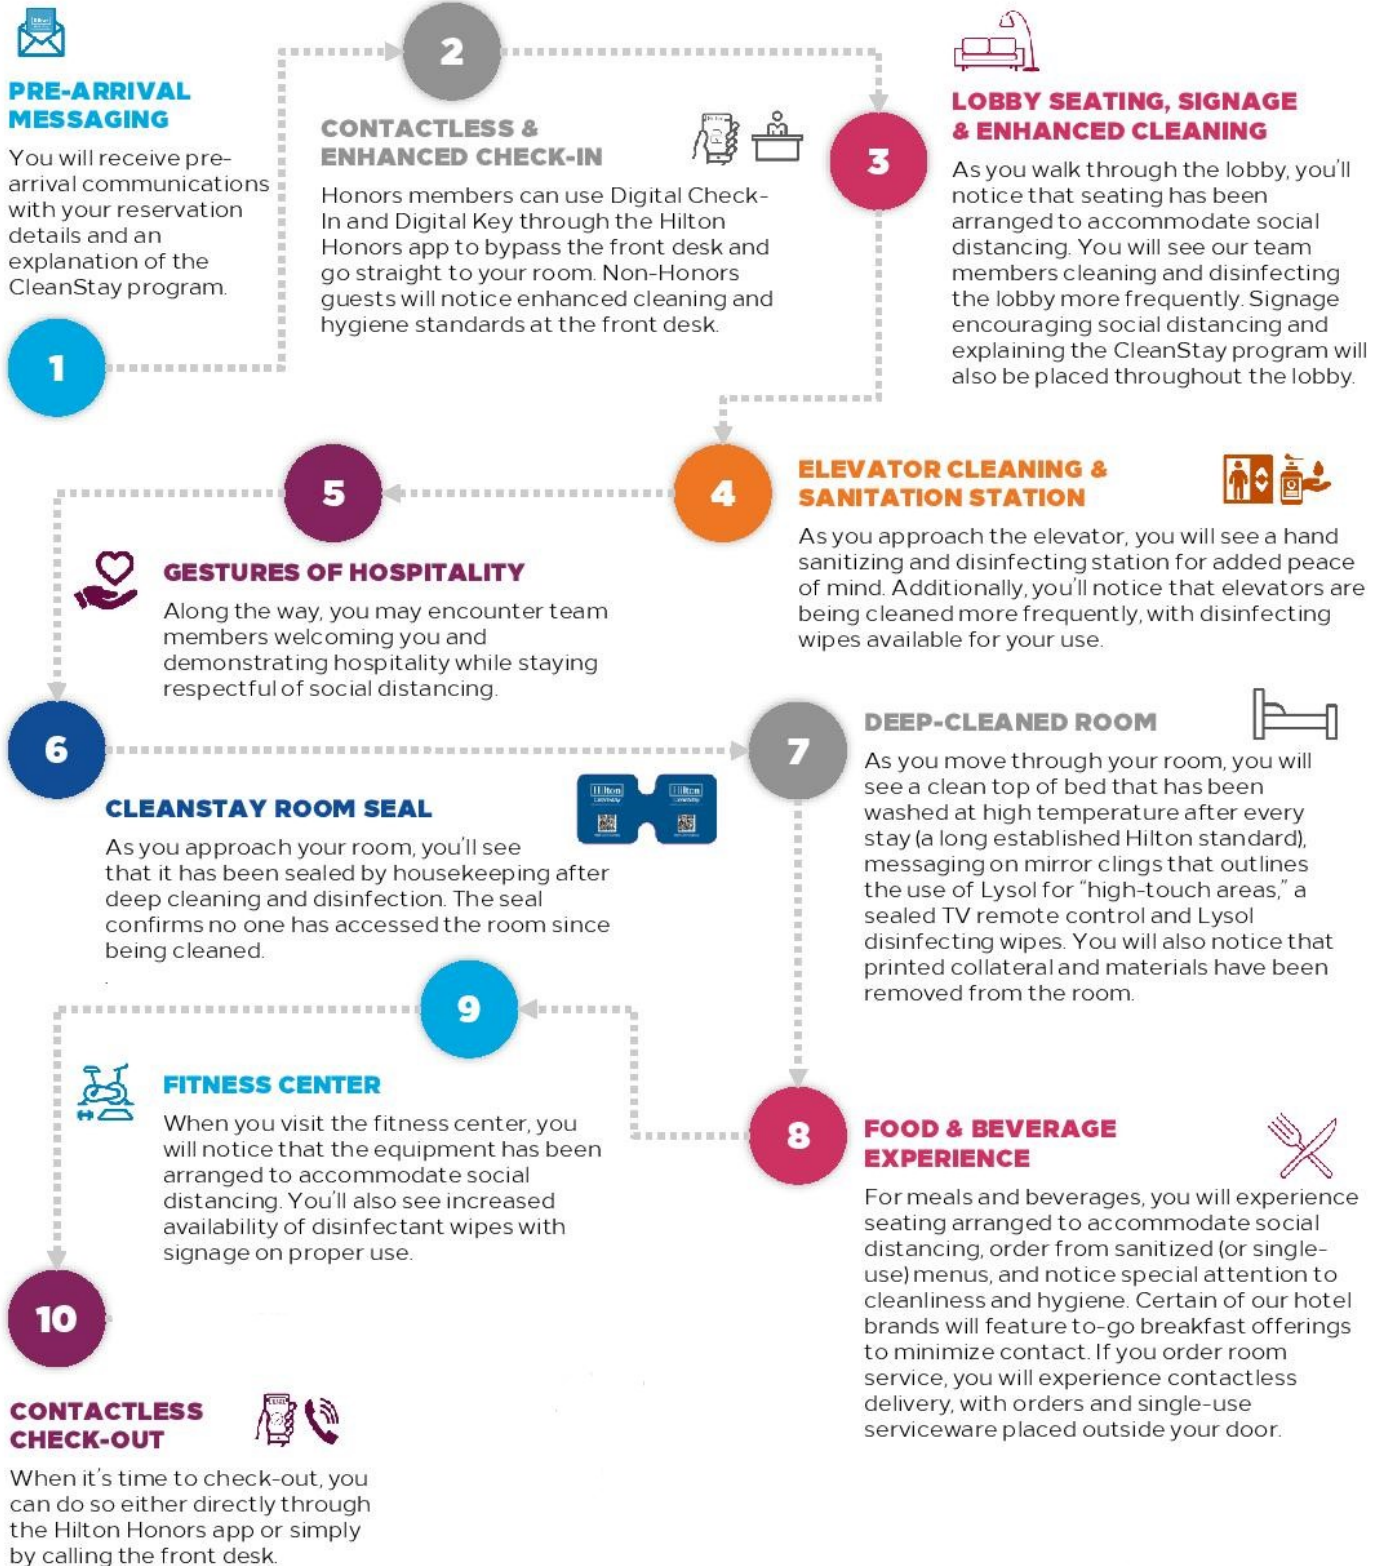 PRE-ARRIVAL
MESSAGING
You will receive pre-
arrival communications
with your reservation
details and an
explanation of the
CleanStay program.
1
2
CONTACTLESS &
ENHANCED CHECK-IN
Honors members can use Digital Check-
In and Digital Key through the Hilton
Honors app to bypass the front desk and
go straight to your room. Non-Honors
guests will notice enhanced cleaning and
hygiene standards at the front desk.
3
LOBBY SEATING, SIGNAGE
& ENHANCED CLEANING
As you walk through the lobby, you'll
notice that seating has been
arranged to accommodate social
distancing. You will see our team
members cleaning and disinfecting
the lobby more frequently. Signage
encouraging social distancing and
explaining the CleanStay program will
also be placed throughout the lobby.
4
ELEVATOR CLEANING &
SANITATION STATION
As you approach the elevator, you will see a hand
sanitizing and disinfecting station for added peace
of mind. Additionally, you'll notice that elevators are
being cleaned more frequently, with disinfecting
wipes available for your use.
5
GESTURES OF HOSPITALITY
Along the way, you may encounter team
members welcoming you and
demonstrating hospitality while staying
respectful of social distancing.
6
CLEANSTAY ROOM SEAL
Hilton
Hilton
As you approach your room, you'll see
that it has been sealed by housekeeping after
deep cleaning and disinfection. The seal
confirms no one has accessed the room since
being cleaned.
.
7
DEEP-CLEANED ROOM
As you move through your room, you will
see a clean top of bed that has been
washed at high temperature after every
stay (a long established Hilton standard),
messaging on mirror clings that outlines
the use of Lysol for “high-touch areas,” a
sealed TV remote control and Lysol
disinfecting wipes. You will also notice that
printed collateral and materials have been
removed from the room.
8
FOOD & BEVERAGE
EXPERIENCE
For meals and beverages, you will experience
seating arranged to accommodate social
distancing, order from sanitized (or single-
use) menus, and notice special attention to
cleanliness and hygiene. Certain of our hotel
brands will feature to-go breakfast offerings
to minimize contact. If you order room
service, you will experience contactless
delivery, with orders and single-use
serviceware placed outside your door.
9
FITNESS CENTER
When you visit the fitness center, you
will notice that the equipment has been
arranged to accommodate social
distancing. You'll also see increased
availability of disinfectant wipes with
signage on proper use.
10
CONTACTLESS
CHECK-OUT
When it's time to check-out, you
can do so either directly through
the Hilton Honors app or simply
by calling the front desk.